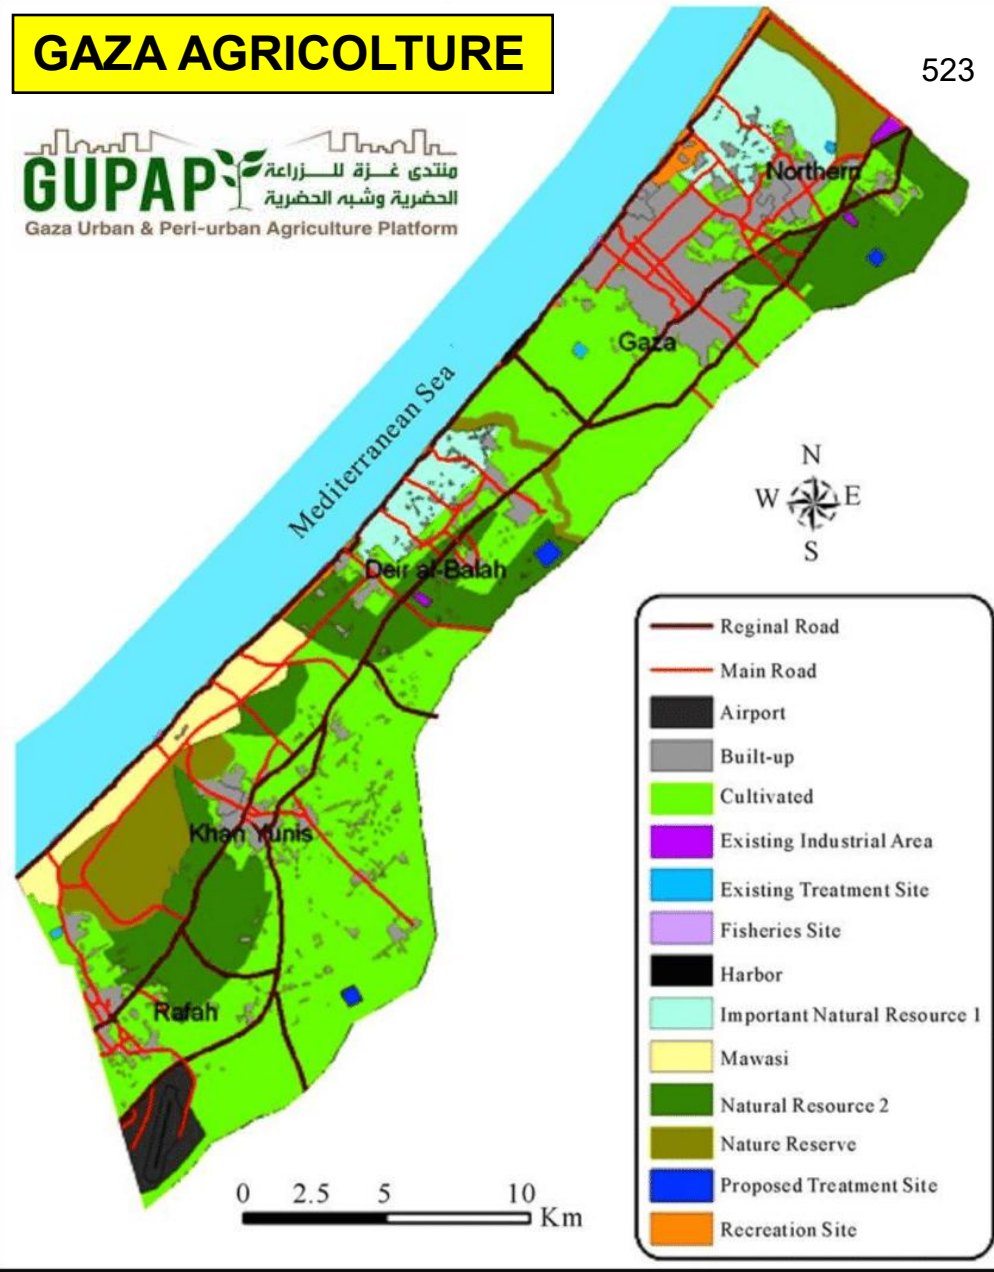 GAZA AGRICOLTURE
523
GUPAP
منتدى غــزة للــــزراعة
الحضرية وشبه الحضرية
Gaza Urban & Peri-urban Agriculture Platform
Northern
Gaza
Mediterranean Sea
N
W E
S
Deir al-Balah
Khan Yunis
Rafah
Reginal Road
Main Road
Airport
Built-up
Cultivated
Existing Industrial Area
Existing Treatment Site
Fisheries Site
Harbor
Important Natural Resource 1
Mawasi
Natural Resource 2
Nature Reserve
Proposed Treatment Site
Recreation Site
0 2.5 5 10
Km